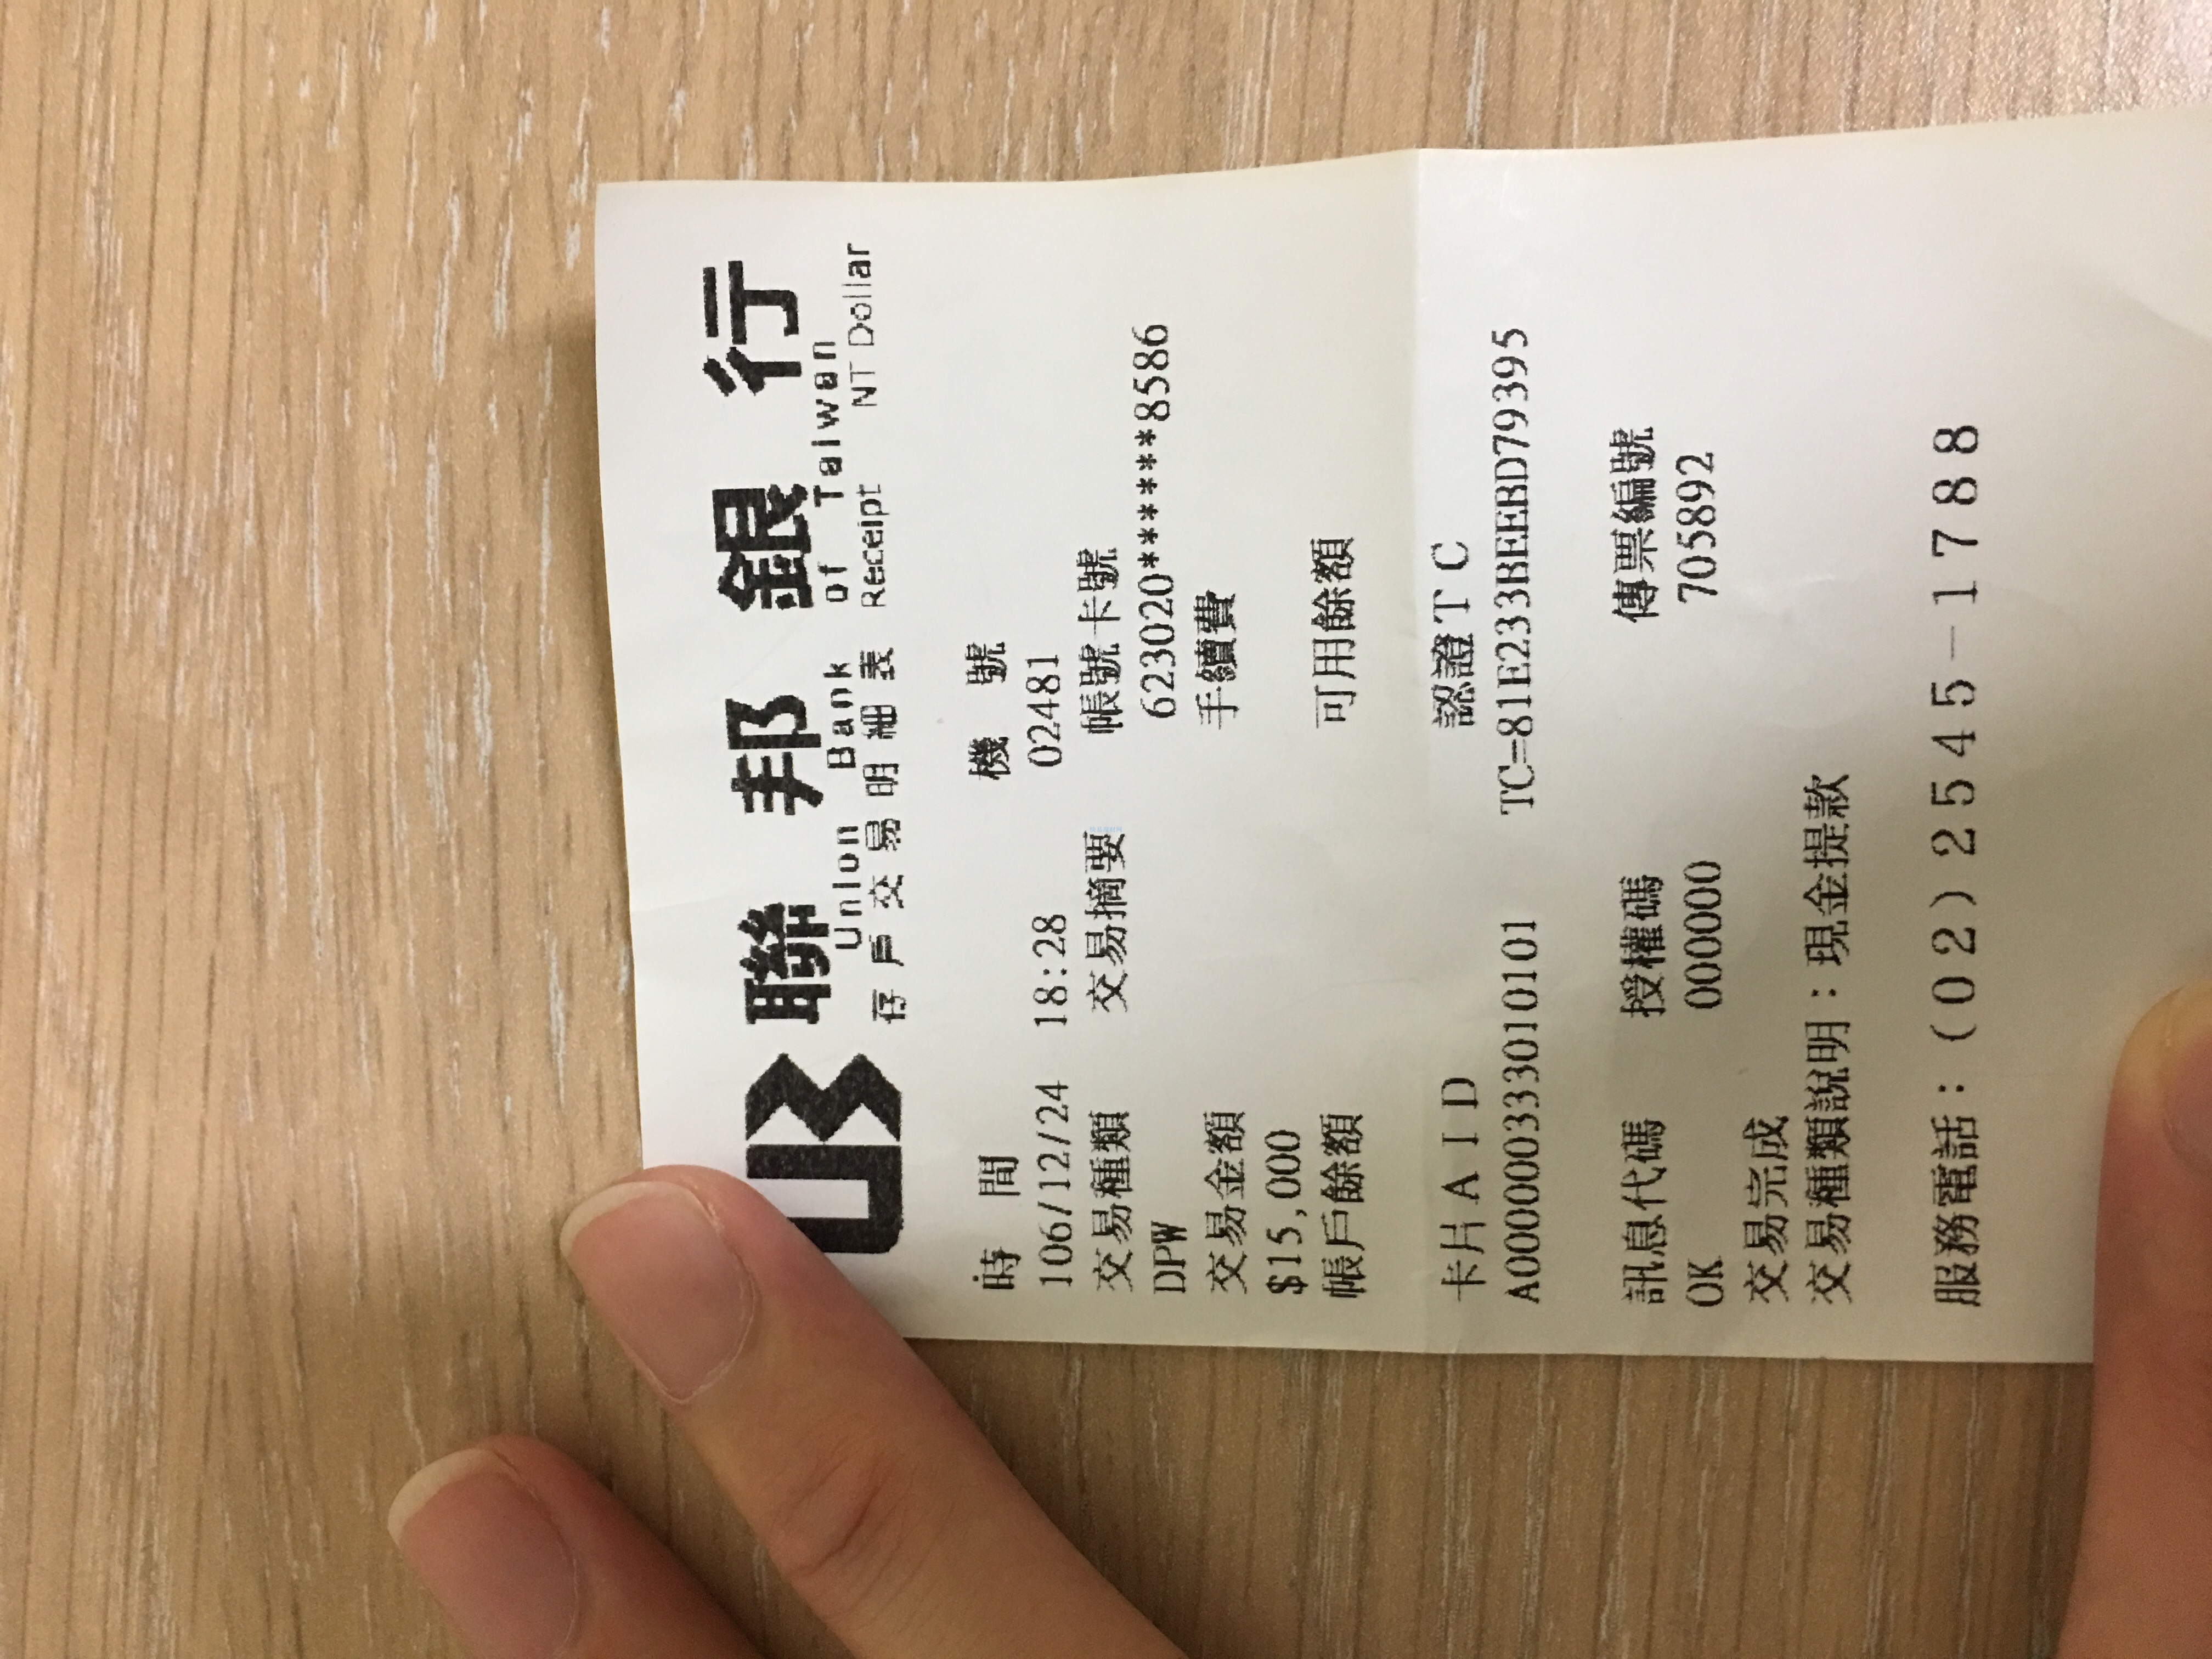 UB 聯邦銀行
Union Bank of Taiwan
存戶交易明細表 Receipt NT Dollar
時 間 機 號
106/12/24 18:28 02481
交易種類 交易摘要 帳號卡號
DPW 623020*******8586
交易金額 手續費
$15,000
帳戶餘額 可用餘額
卡片AID 認證TC
A000000333010101 TC=81E233BEEBD79395
訊息代碼 授權碼 傳票編號
OK 000000 7058​92
交易完成
交易種類說明：現金提款
服務電話：(02)2545-1788